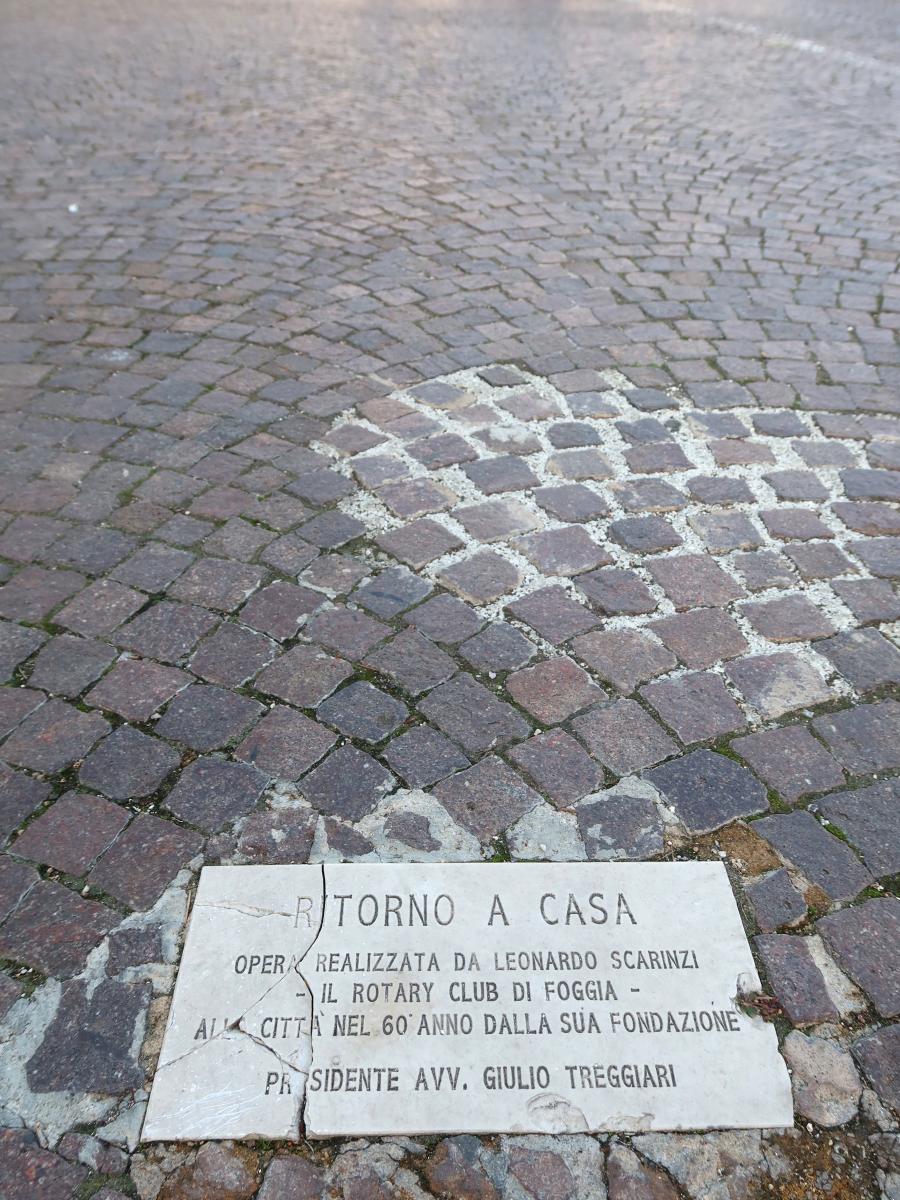 RITORNO A CASA
OPERA REALIZZATA DA LEONARDO SCARINZI
- IL ROTARY CLUB DI FOGGIA -
ALLA CITTÀ NEL 60° ANNO DALLA SUA FONDAZIONE
PRESIDENTE AVV. GIULIO TREGGIARI